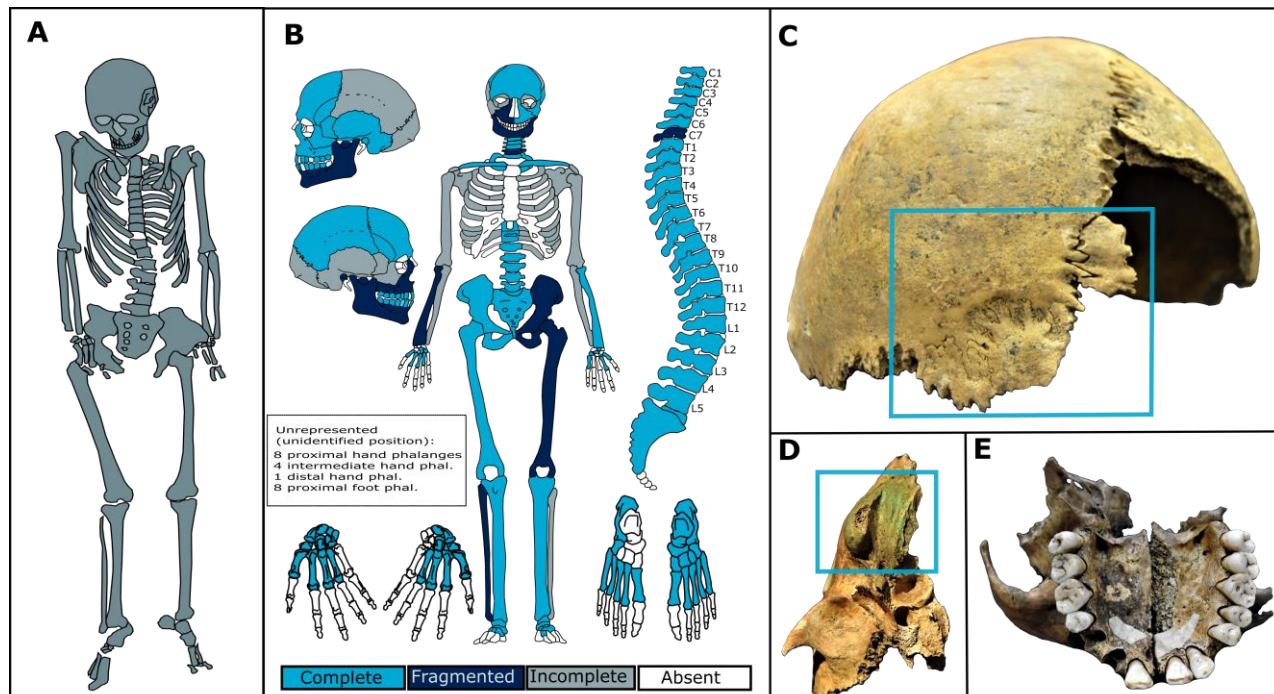 A
B
C1
C2
C3
C4
C5
C6
C7
T1
T2
T3
T4
T5
T6
T7
T8
T9
T10
T11
T12
L1
L2
L3
L4
L5
Unrepresented
(unidentified position):
8 proximal hand phalanges
4 intermediate hand phal.
1 distal hand phal.
8 proximal foot phal.
Complete Fragmented Incomplete Absent
C
D
E